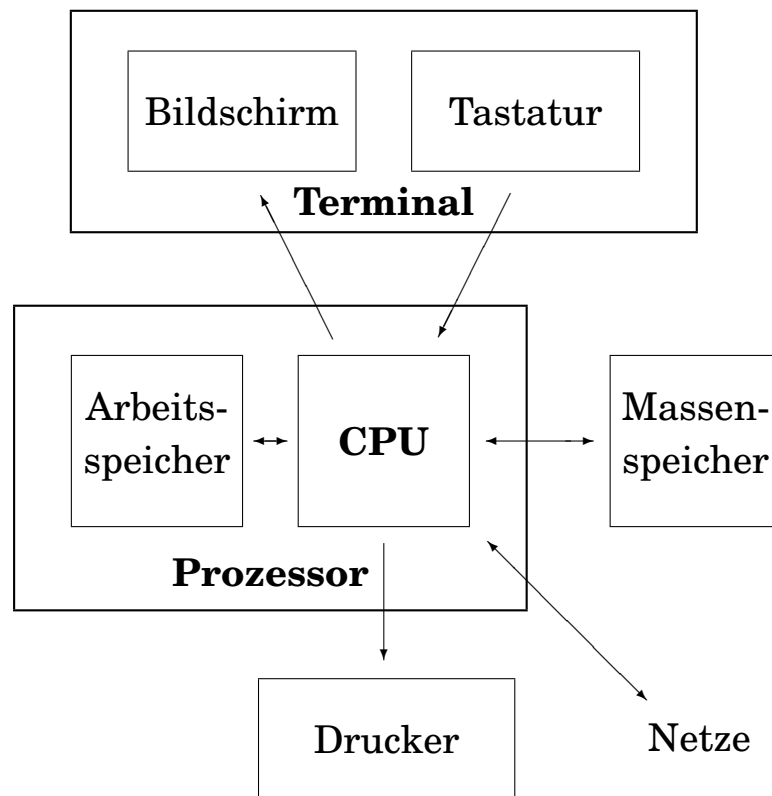 Bildschirm
Tastatur
Terminal
Arbeits-
speicher
CPU
Massen-
speicher
Prozessor
Drucker
Netze